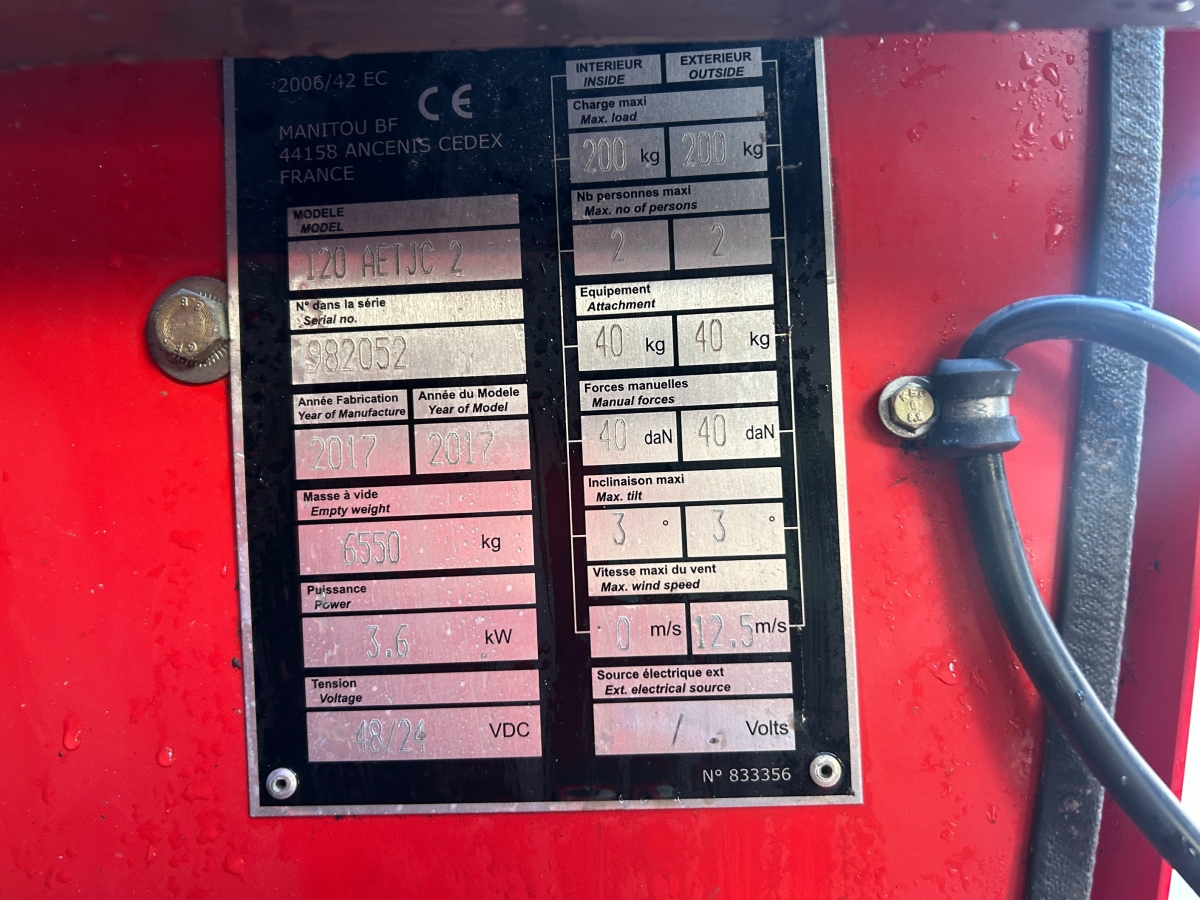 2006/42 EC
CE
MANITOU BF
44158 ANCENIS CEDEX
FRANCE
MODELE
MODEL
120 AETJC 2
N° dans la série
Serial no.
982052
Année Fabrication
Year of Manufacture
Année du Modele
Year of Model
2017
2017
Masse à vide
Empty weight
6550 kg
Puissance
Power
3.6 kW
Tension
Voltage
48/24 VDC
INTERIEUR
INSIDE
EXTERIEUR
OUTSIDE
Charge maxi
Max. load
200 kg 200 kg
Nb personnes maxi
Max. no of persons
2 2
Equipement
Attachment
40 kg 40 kg
Forces manuelles
Manual forces
40 daN 40 daN
Inclinaison maxi
Max. tilt
3 ° 3 °
Vitesse maxi du vent
Max. wind speed
0 m/s 12.5 m/s
Source électrique ext
Ext. electrical source
/ . Volts
N° 833356